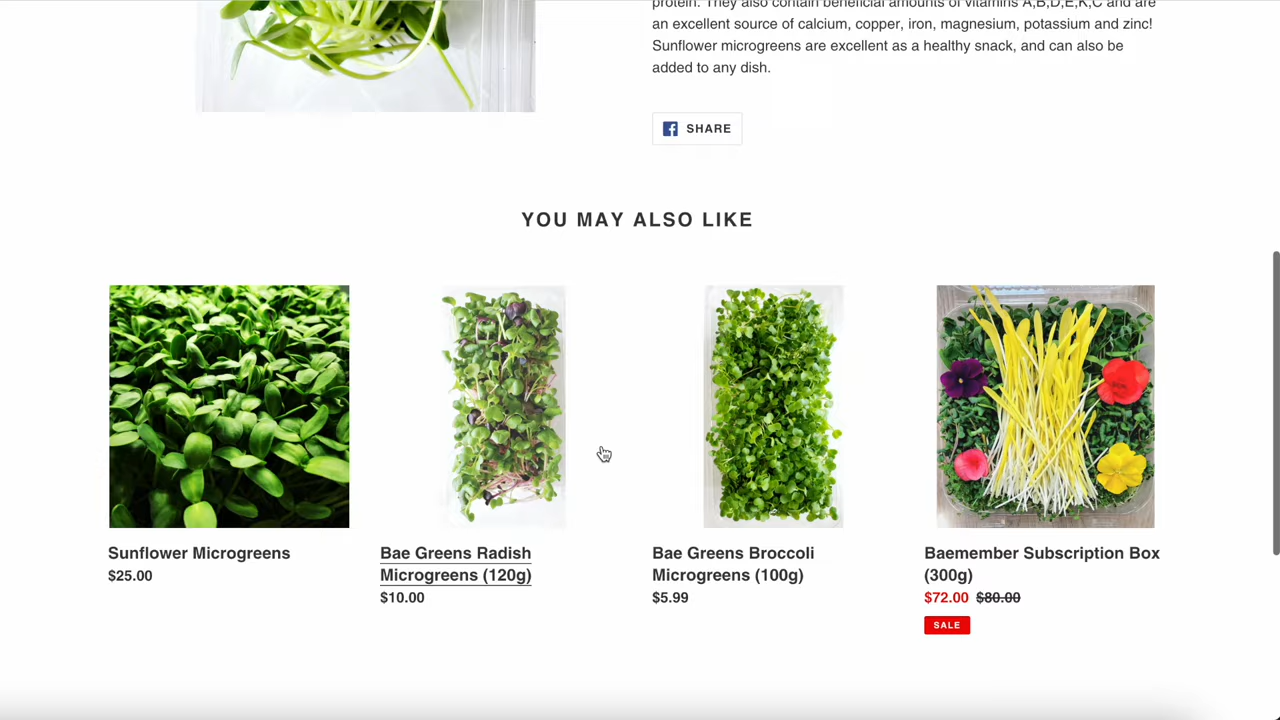 protein. They also contain beneficial amounts of vitamins A,B,D,E,K,C and are
an excellent source of calcium, copper, iron, magnesium, potassium and zinc!
Sunflower microgreens are excellent as a healthy snack, and can also be
added to any dish.
SHARE
YOU MAY ALSO LIKE
Sunflower Microgreens
$25.00
Bae Greens Radish
Microgreens (120g)
$10.00
Bae Greens Broccoli
Microgreens (100g)
$5.99
Baemember Subscription Box
(300g)
$72.00 $80.00
SALE